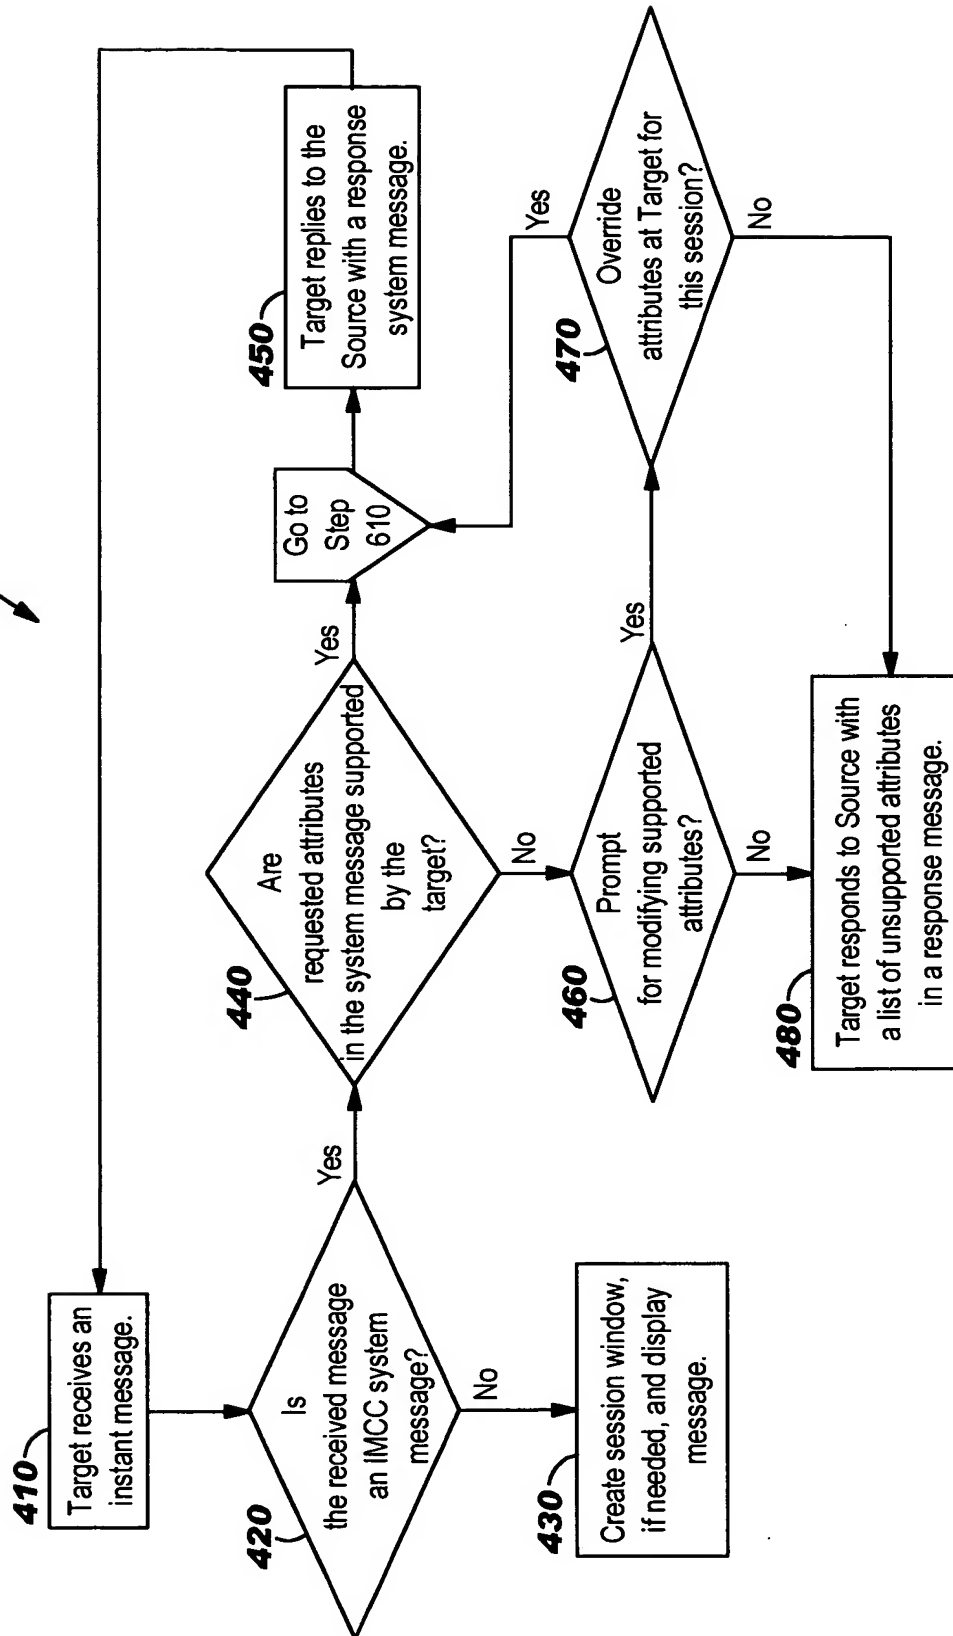 410
Target receives an
instant message.
420
Is
the received message
an IMCC system
message?
Yes
No
430
Create session window,
if needed, and display
message.
440
Are
requested attributes
in the system message supported
by the
target?
Yes
No
Go to
Step
610
450
Target replies to the
Source with a response
system message.
460
Prompt
for modifying supported
attributes?
Yes
No
470
Override
attributes at Target for
this session?
Yes
No
480
Target responds to Source with
a list of unsupported attributes
in a response message.